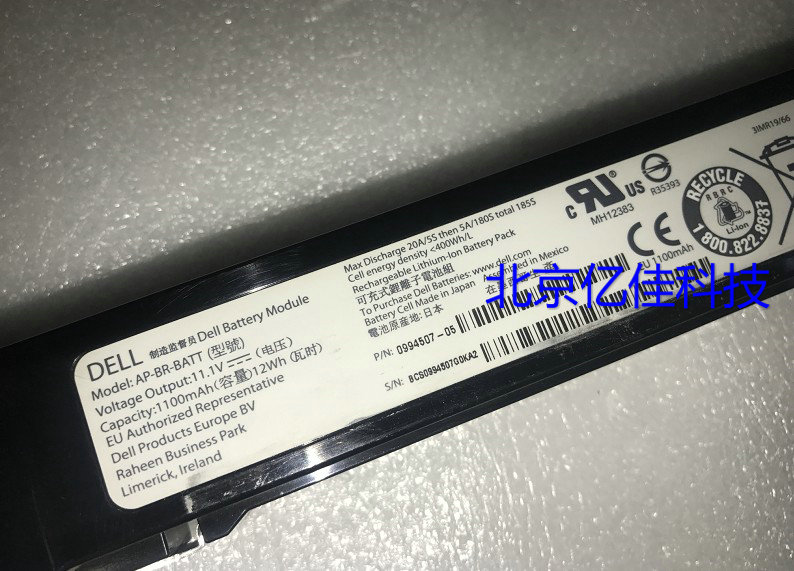 DELL 制造监督员 Dell Battery Module
Model: AP-BR-BATT (型號)
Voltage Output:11.1V (电压)
Capacity:1100mAh(容量)12Wh (瓦时)
EU Authorized Representative
Dell Products Europe BV
Raheen Business Park
Limerick, Ireland
Max Discharge 20A/5S then 5A/180S total 185S
Cell energy density <400Wh/L
Rechargeable Lithium-Ion Battery Pack
可充式鋰離子電池組
To Purchase Dell Batteries: www.dell.com
Battery Cell Made in Japan
in Mexico
電池原産地:日本
P/N: 0994507-05
S/N: BCS0994507G0KA2
c US
MH12383
R35393
CE
1100mAh
3IMR19/66
RECYCLE
RBRC
Li-Ion
1.800.822.8837
北京亿佳科技